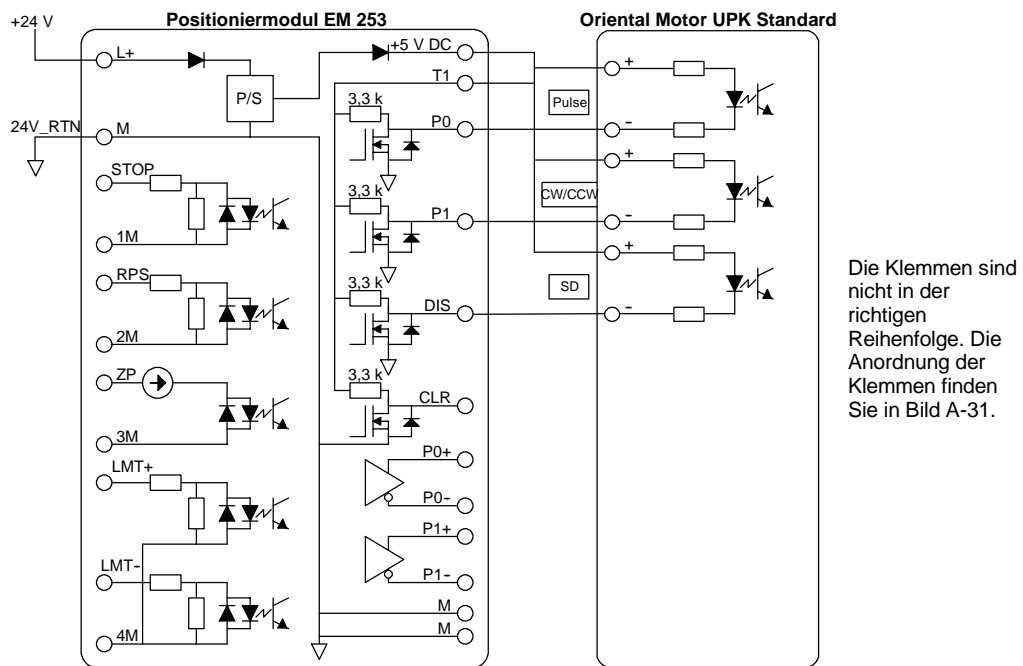 +24 V
Positioniermodul EM 253
Oriental Motor UPK Standard
L+
+5 V DC
T1
P/S
3,3 k
P0
24V_RTN
M
+
Pulse
-
STOP
1M
3,3 k
P1
+
CW/CCW
-
RPS
2M
3,3 k
DIS
+
SD
-
ZP
3M
3,3 k
CLR
LMT+
P0+
P0-
LMT-
P1+
P1-
4M
M
M
Die Klemmen sind
nicht in der
richtigen
Reihenfolge. Die
Anordnung der
Klemmen finden
Sie in Bild A-31.